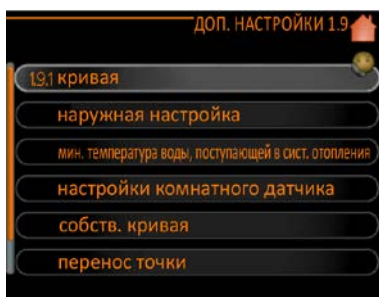 ДОП. НАСТРОЙКИ 1.9
1.9.1 кривая
наружная настройка
мин. температура воды, поступающей в сист. отопления
настройки комнатного датчика
собств. кривая
перенос точки